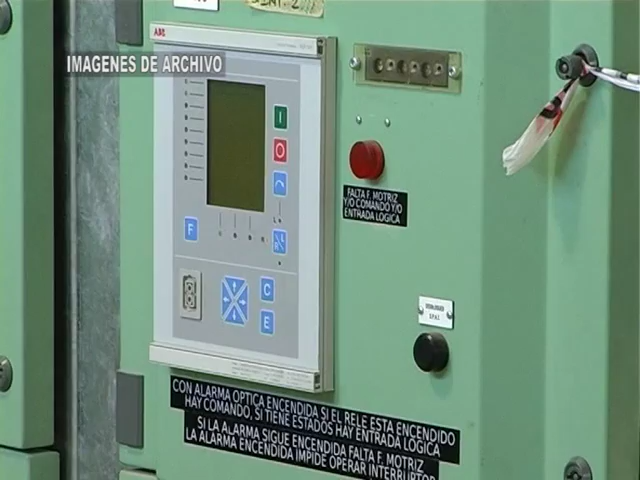 ABB
IMAGENES DE ARCHIVO
I
O
F
L
R
L
R
C
E
FALTA F. MOTRIZ
Y/O COMANDO Y/O
ENTRADA LOGICA
CON ALARMA OPTICA ENCENDIDA SI EL RELE ESTA ENCENDIDO
HAY COMANDO, SI TIENE ESTADOS HAY ENTRADA LOGICA
SI LA ALARMA SIGUE ENCENDIDA FALTA F. MOTRIZ
LA ALARMA ENCENDIDA IMPIDE OPERAR INTERRUPTOR